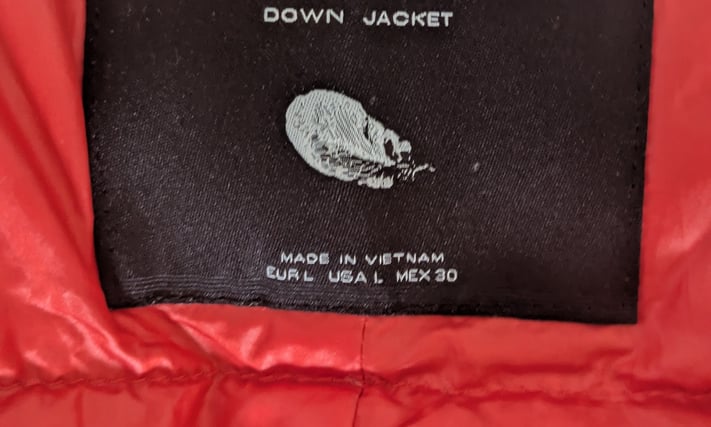 DOWN JACKET
MADE IN VIETNAM
EUR L USA L MEX 30